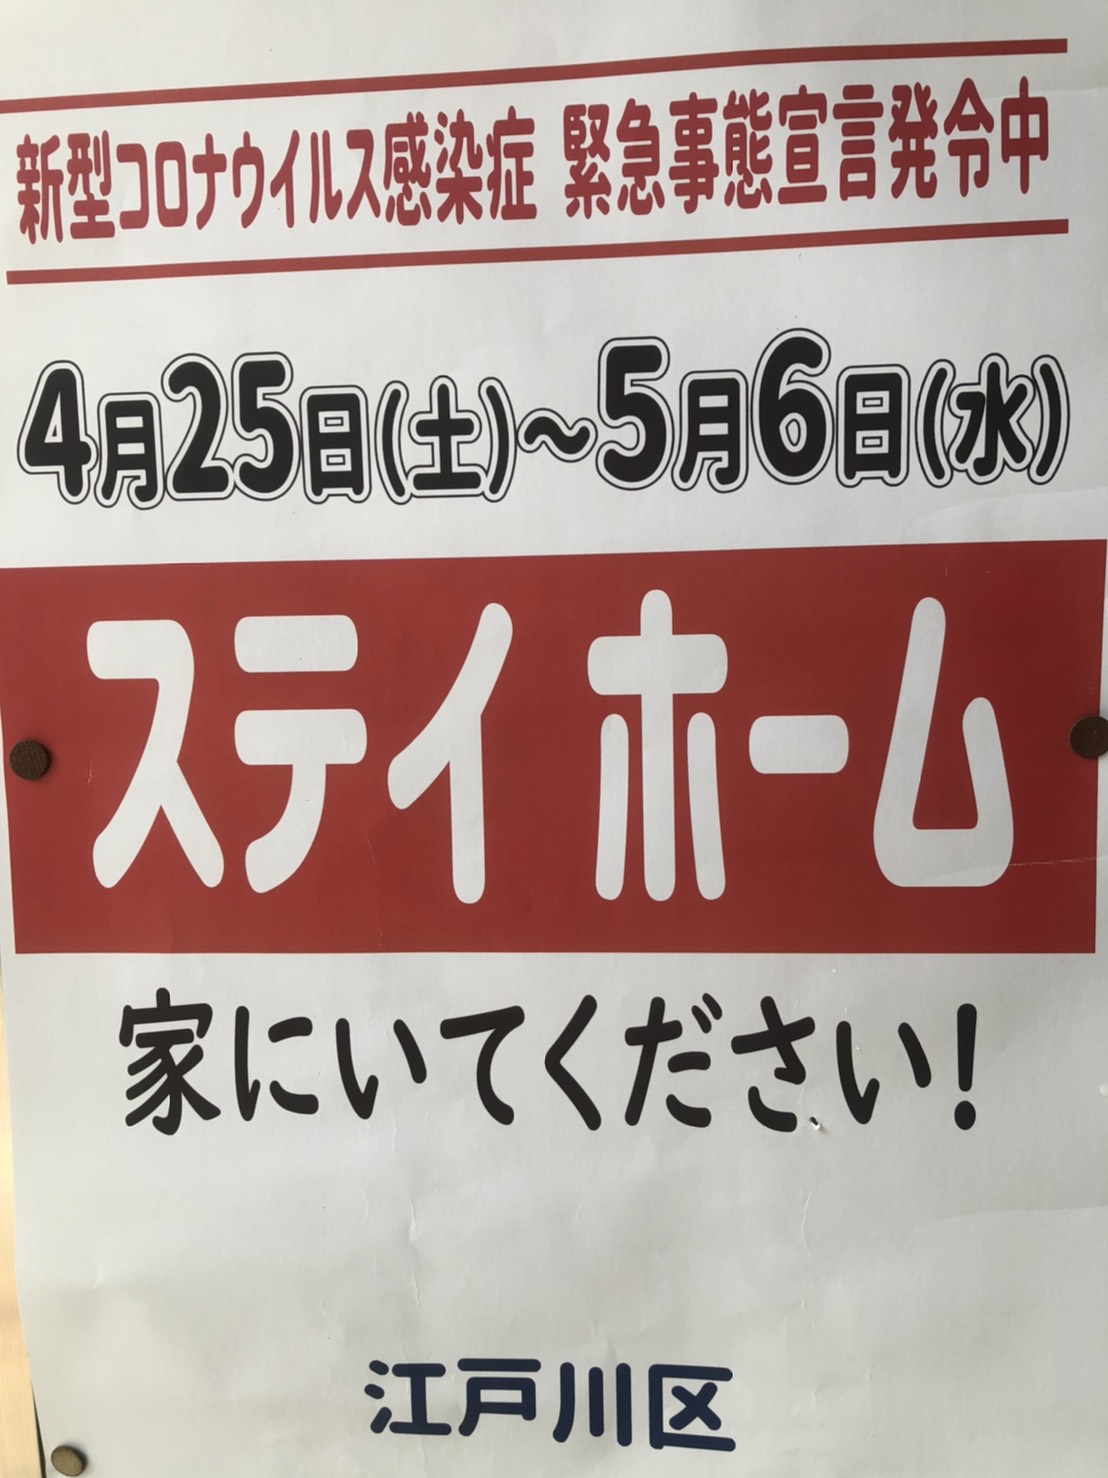 新型コロナウイルス感染症 緊急事態宣言発令中
4月25日(土)～5月6日(水)
ステイ ホーム
家にいてください!
江戸川区